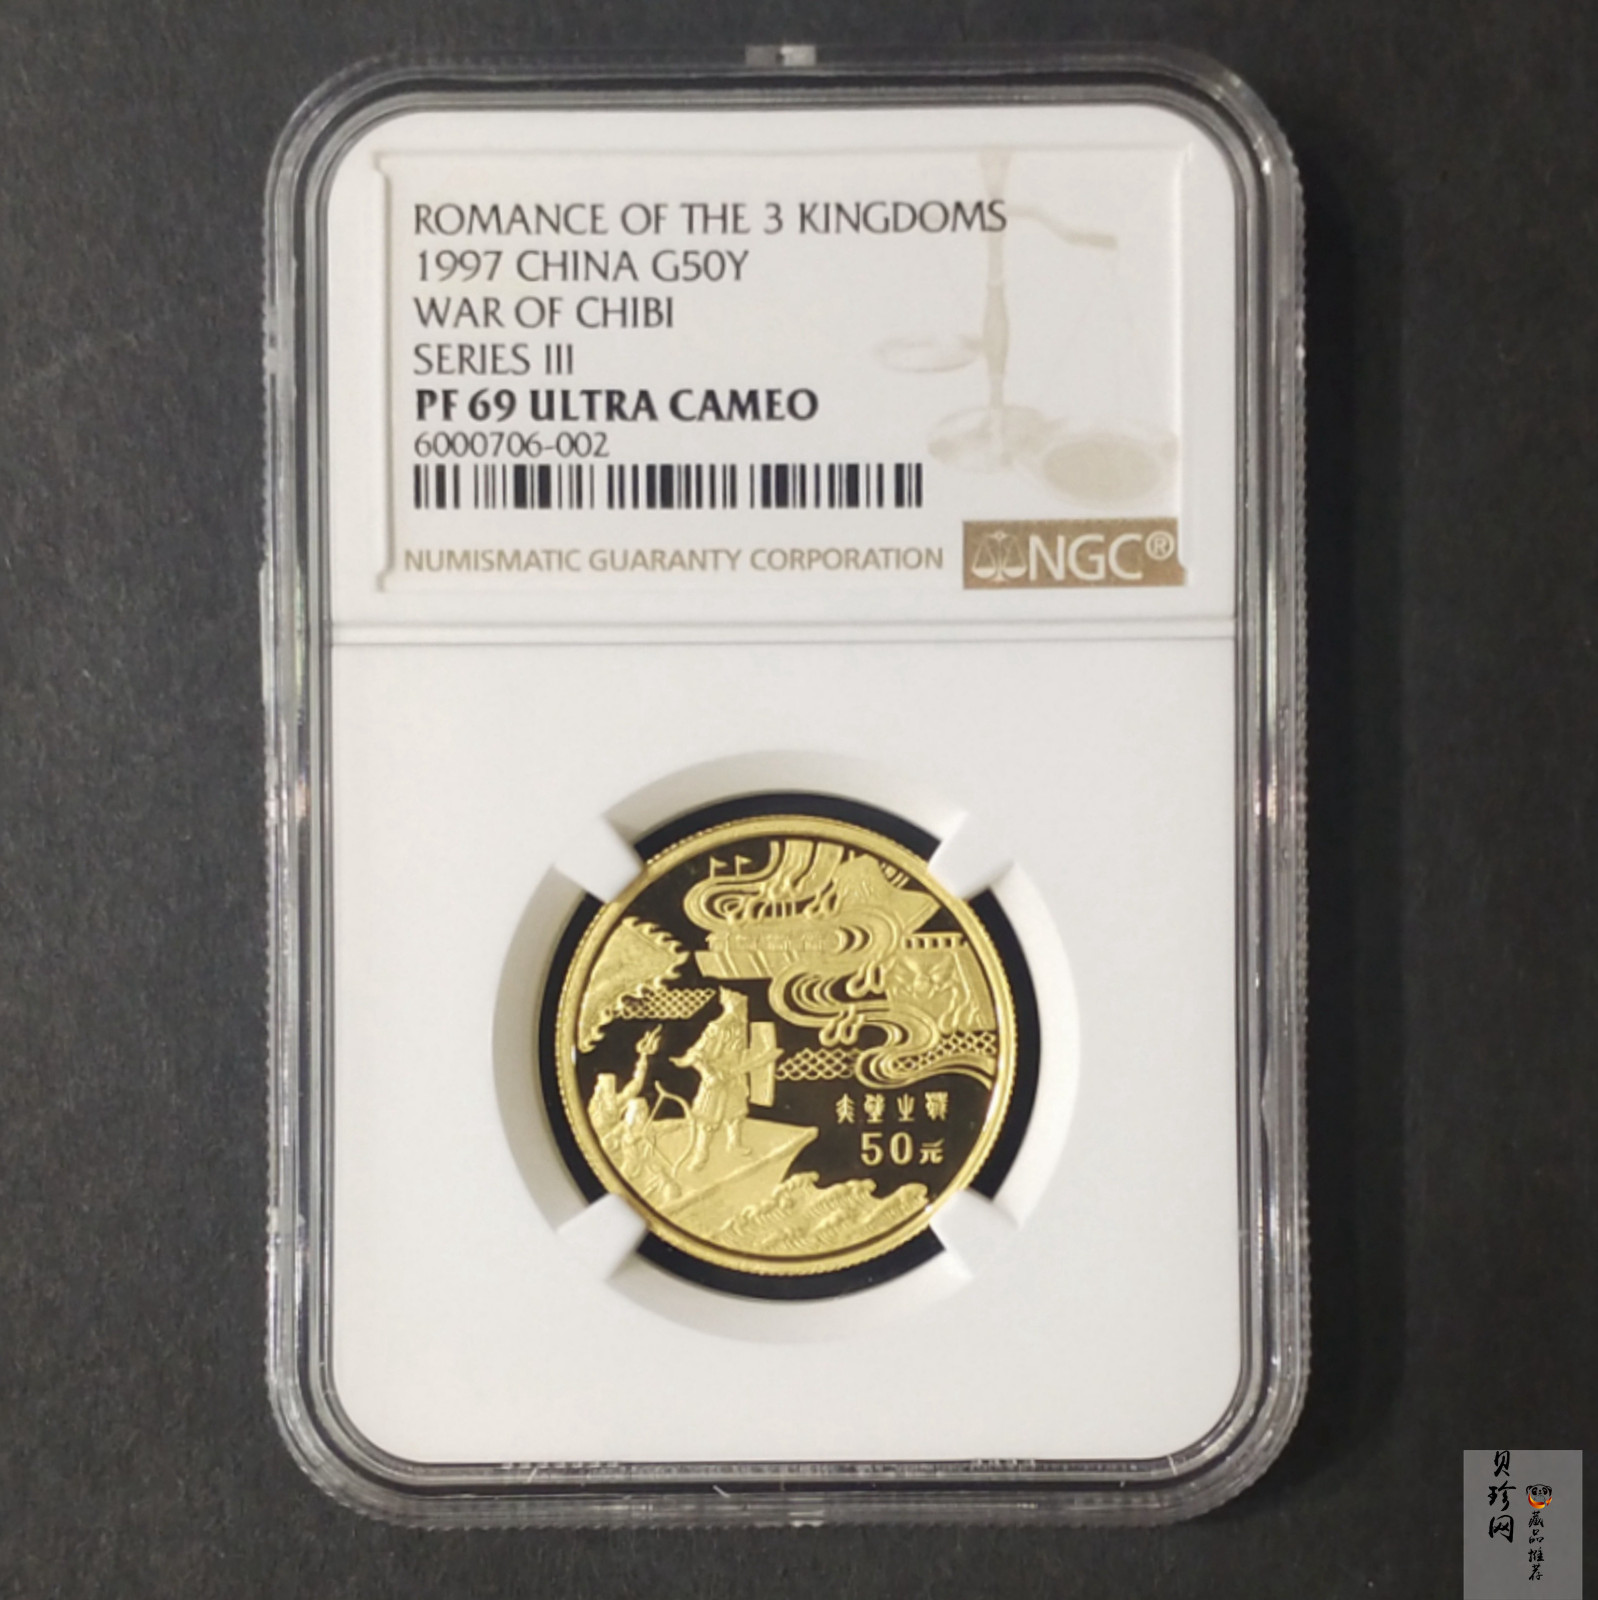 ROMANCE OF THE 3 KINGDOMS
1997 CHINA G50Y
WAR OF CHIBI
SERIES III
PF 69 ULTRA CAMEO
6000706-002
NUMISMATIC GUARANTY CORPORATION
NGC®
赤壁之战
50元
贝珍网
藏品推荐